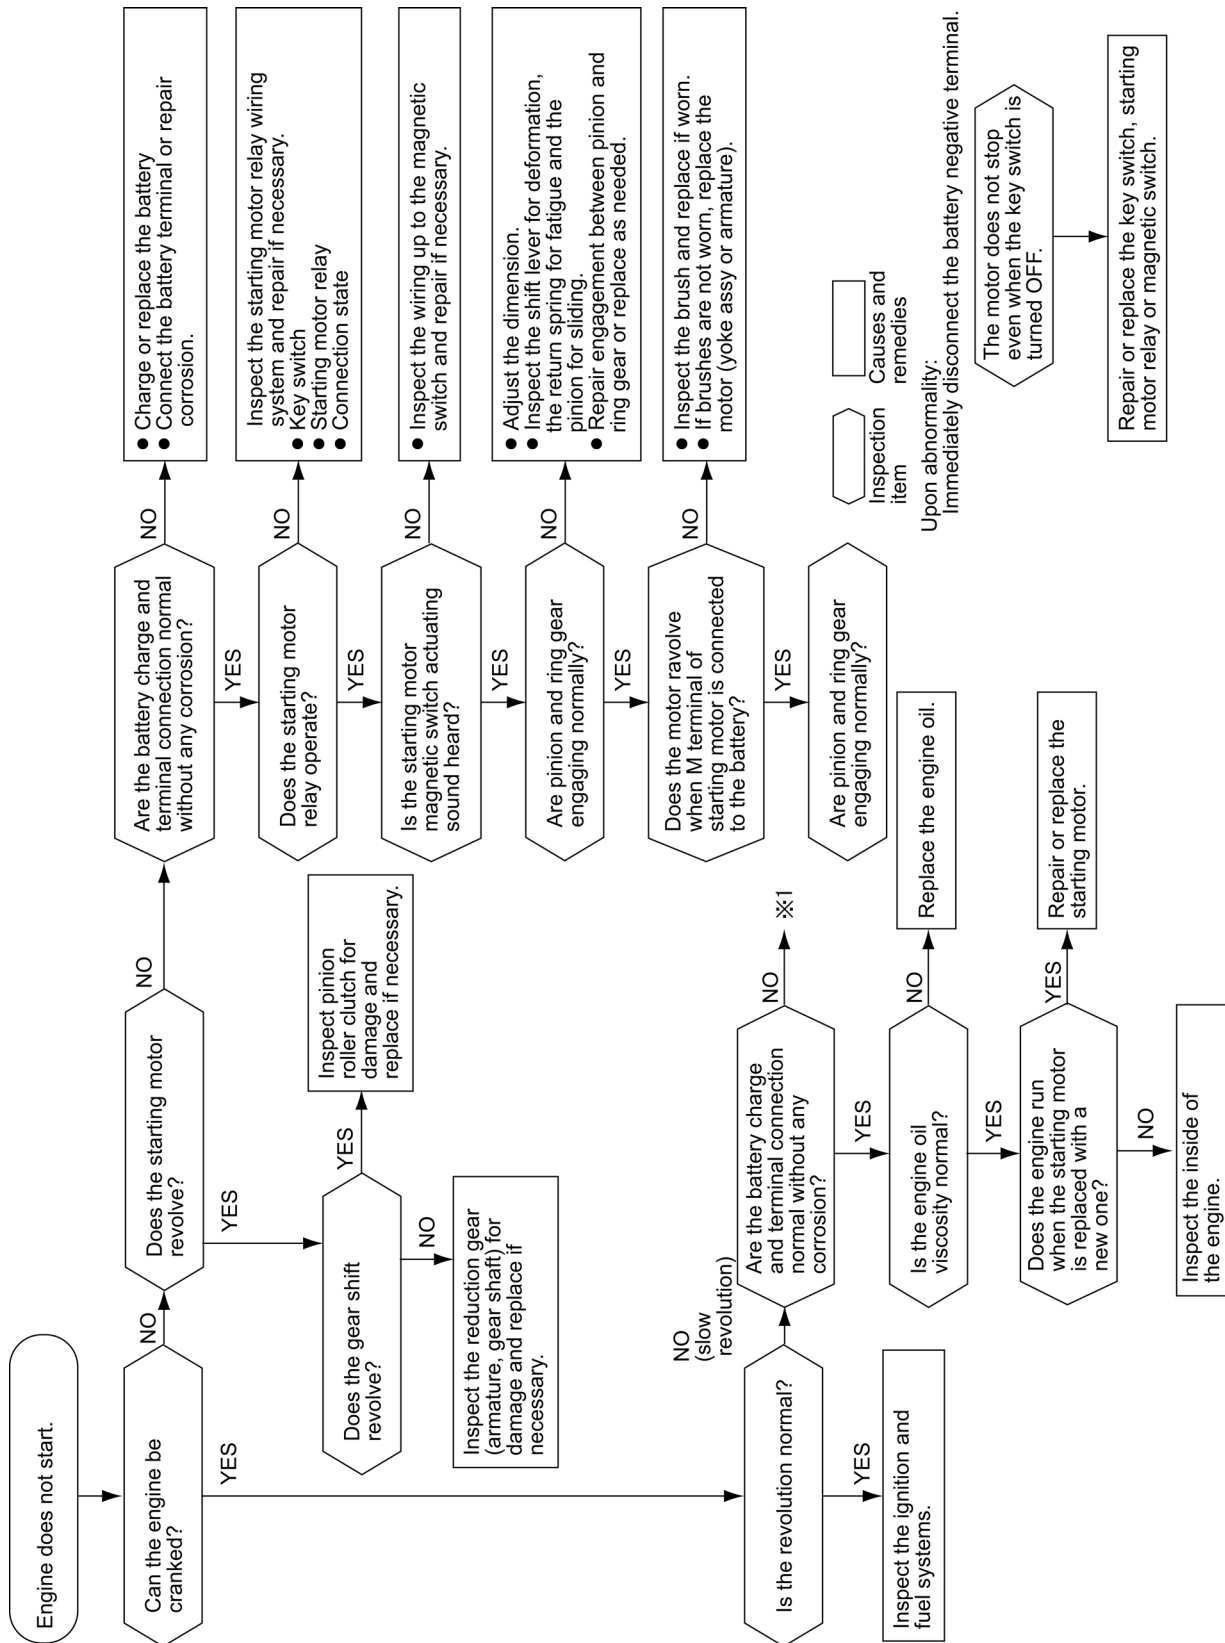 Engine does not start.
Can the engine be
cranked?
NO
YES
Does the starting motor
revolve?
NO
YES
Are the battery charge and
terminal connection normal
without any corrosion?
NO
YES
● Charge or replace the battery
● Connect the battery terminal or repair
corrosion.
Does the starting motor
relay operate?
NO
YES
Inspect the starting motor relay wiring
system and repair if necessary.
● Key switch
● Starting motor relay
● Connection state
Is the starting motor
magnetic switch actuating
sound heard?
NO
YES
● Inspect the wiring up to the magnetic
switch and repair if necessary.
Are pinion and ring gear
engaging normally?
NO
YES
● Adjust the dimension.
● Inspect the shift lever for deformation,
the return spring for fatigue and the
pinion for sliding.
● Repair engagement between pinion and
ring gear or replace as needed.
Does the motor ravolve
when M terminal of
starting motor is connected
to the battery?
NO
YES
● Inspect the brush and replace if worn.
● If brushes are not worn, replace the
motor (yoke assy or armature).
Are pinion and ring gear
engaging normally?
Does the gear shift
revolve?
YES
NO
Inspect pinion
roller clutch for
damage and
replace if necessary.
Inspect the reduction gear
(armature, gear shaft) for
damage and replace if
necessary.
Is the revolution normal?
NO
(slow
revolution)
YES
Inspect the ignition and
fuel systems.
Are the battery charge
and terminal connection
normal without any
corrosion?
NO
※1
YES
Is the engine oil
viscosity normal?
NO
YES
Replace the engine oil.
Does the engine run
when the starting motor
is replaced with a
new one?
YES
NO
Repair or replace the
starting motor.
Inspect the inside of
the engine.
Inspection
item
Causes and
remedies
Upon abnormality:
Immediately disconnect the battery negative terminal.
The motor does not stop
even when the key switch is
turned OFF.
Repair or replace the key switch, starting
motor relay or magnetic switch.